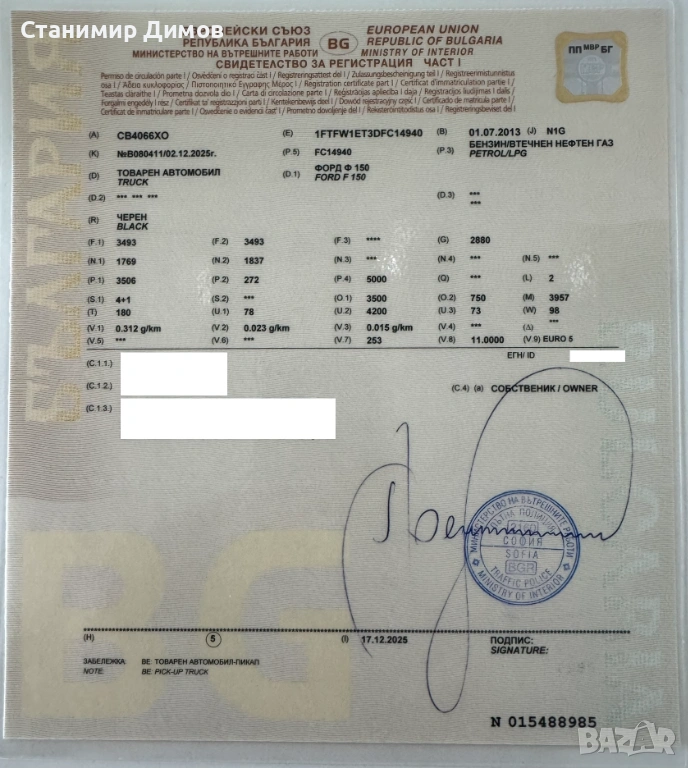 Станимир Димов
ЕВРОПЕЙСКИ СЪЮЗ EUROPEAN UNION
РЕПУБЛИКА БЪЛГАРИЯ BG REPUBLIC OF BULGARIA
МИНИСТЕРСТВО НА ВЪТРЕШНИТЕ РАБОТИ MINISTRY OF INTERIOR
СВИДЕТЕЛСТВО ЗА РЕГИСТРАЦИЯ ЧАСТ I
ПП МВР БГ
(A) CB4066XO (E) 1FTFW1ET3DFC14940 (B) 01.07.2013 (J) N1G
(K) №B080411/02.12.2025г. (P.5) FC14940 (P.3) БЕНЗИН/ВТЕЧНЕН НЕФТЕН ГАЗ
PETROL/LPG
(D) ТОВАРЕН АВТОМОБИЛ (D.1) ФОРД Ф 150
TRUCK FORD F 150
(D.2) *** *** *** (D.3) ***
***
(R) ЧЕРЕН
BLACK
(F.1) 3493 (F.2) 3493 (F.3) **** (G) 2880
(N.1) 1769 (N.2) 1837 (N.3) *** (N.4) *** (N.5) ***
(P.1) 3506 (P.2) 272 (P.4) 5000 (Q) *** (L) 2
(S.1) 4+1 (S.2) *** (O.1) 3500 (O.2) 750 (M) 3957
(T) 180 (U.1) 78 (U.2) 4200 (U.3) 73 (W) 98
(V.1) 0.312 g/km (V.2) 0.023 g/km (V.3) 0.015 g/km (V.4) *** (Δ) ***
(V.5) *** (V.6) *** (V.7) 253 (V.8) 11.0000 (V.9) EURO 5
(C.1.1.) ЕГН/ ID
(C.1.2.) (C.4) (a) СОБСТВЕНИК / OWNER
(C.1.3.)
МИНИСТЕРСТВО НА ВЪТРЕШНИТЕ РАБОТИ
СОФИЯ
SOFIA
BGR
TRAFFIC POLICE
MINISTRY OF INTERIOR
(H) 5 (I) 17.12.2025 ПОДПИС:
SIGNATURE:
ЗАБЕЛЕЖКА ВЕ: ТОВАРЕН АВТОМОБИЛ-ПИКАП
NOTE BE: PICK-UP TRUCK
N 015488985
BAZAR